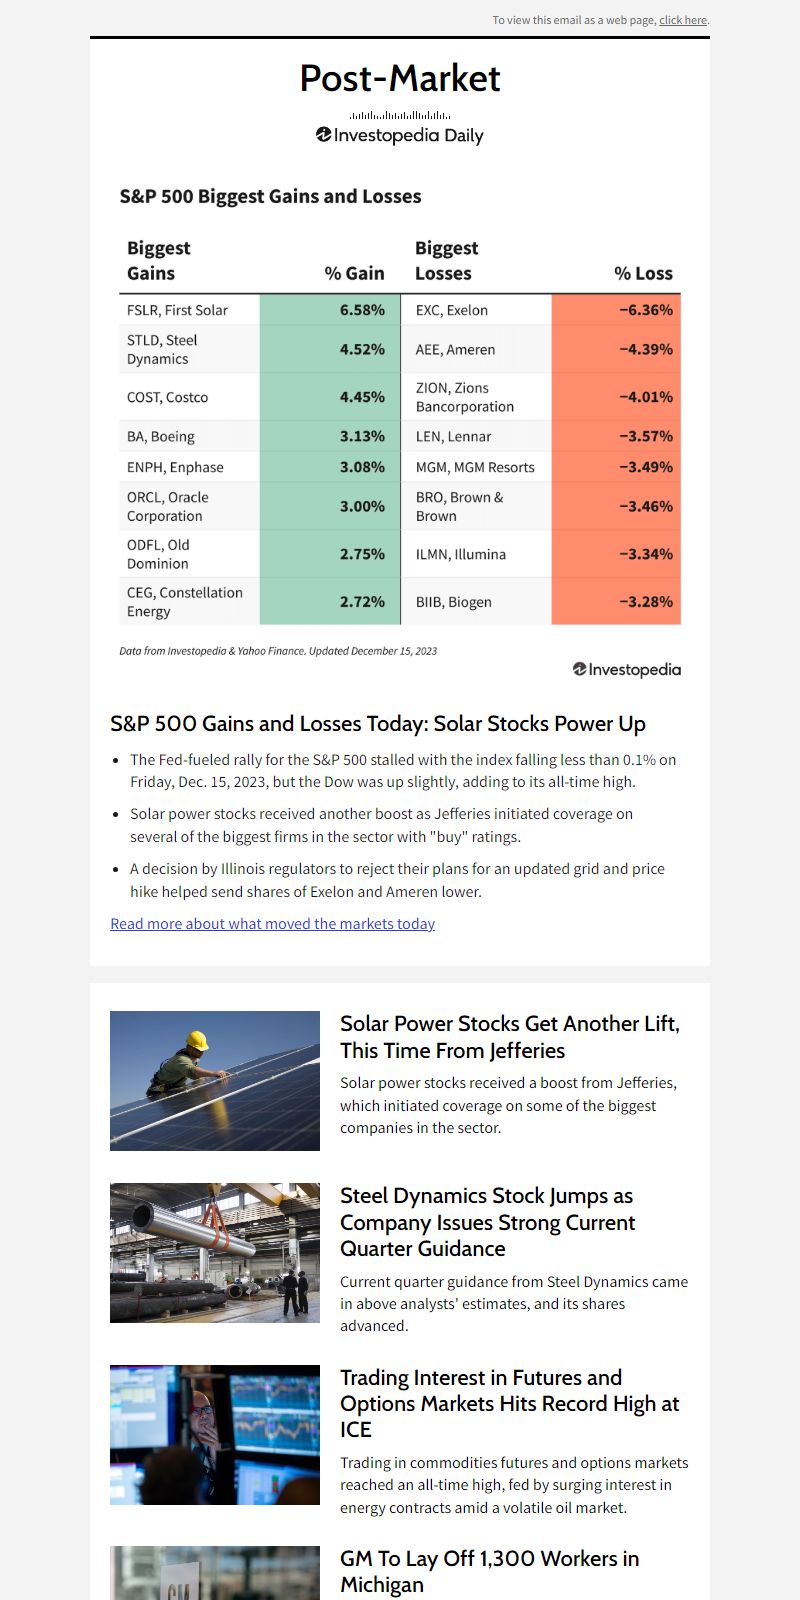 To view this email as a web page, click here.
Post-Market
Investopedia Daily
S&P 500 Biggest Gains and Losses
Biggest Gains % Gain Biggest Losses % Loss
FSLR, First Solar 6.58% EXC, Exelon −6.36%
STLD, Steel Dynamics 4.52% AEE, Ameren −4.39%
COST, Costco 4.45% ZION, Zions Bancorporation −4.01%
BA, Boeing 3.13% LEN, Lennar −3.57%
ENPH, Enphase 3.08% MGM, MGM Resorts −3.49%
ORCL, Oracle Corporation 3.00% BRO, Brown & Brown −3.46%
ODFL, Old Dominion 2.75% ILMN, Illumina −3.34%
CEG, Constellation Energy 2.72% BIIB, Biogen −3.28%
Data from Investopedia & Yahoo Finance. Updated December 15, 2023
Investopedia
S&P 500 Gains and Losses Today: Solar Stocks Power Up
• The Fed-fueled rally for the S&P 500 stalled with the index falling less than 0.1% on
Friday, Dec. 15, 2023, but the Dow was up slightly, adding to its all-time high.
• Solar power stocks received another boost as Jefferies initiated coverage on
several of the biggest firms in the sector with "buy" ratings.
• A decision by Illinois regulators to reject their plans for an updated grid and price
hike helped send shares of Exelon and Ameren lower.
Read more about what moved the markets today
Solar Power Stocks Get Another Lift,
This Time From Jefferies
Solar power stocks received a boost from Jefferies,
which initiated coverage on some of the biggest
companies in the sector.
Steel Dynamics Stock Jumps as
Company Issues Strong Current
Quarter Guidance
Current quarter guidance from Steel Dynamics came
in above analysts' estimates, and its shares
advanced.
Trading Interest in Futures and
Options Markets Hits Record High at
ICE
Trading in commodities futures and options markets
reached an all-time high, fed by surging interest in
energy contracts amid a volatile oil market.
GM To Lay Off 1,300 Workers in
Michigan